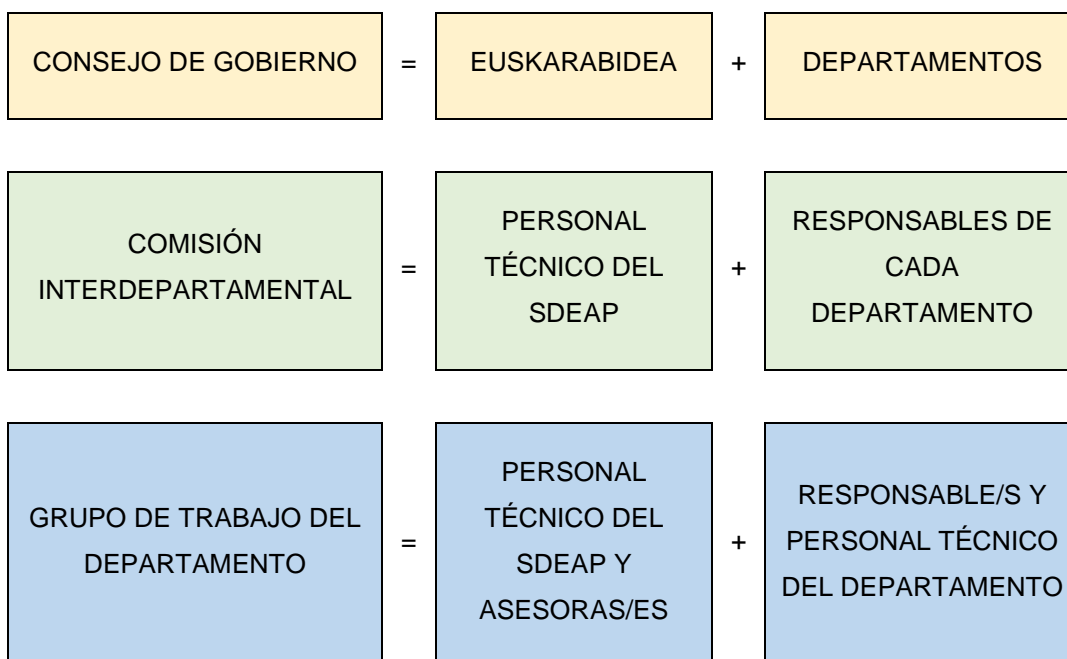 CONSEJO DE GOBIERNO = EUSKARABIDEA + DEPARTAMENTOS
COMISIÓN
INTERDEPARTAMENTAL
=
PERSONAL
TÉCNICO DEL
SDEAP
+
RESPONSABLES DE
CADA
DEPARTAMENTO
GRUPO DE TRABAJO DEL
DEPARTAMENTO
=
PERSONAL
TÉCNICO DEL
SDEAP Y
ASESORAS/ES
+
RESPONSABLE/S Y
PERSONAL TÉCNICO
DEL DEPARTAMENTO